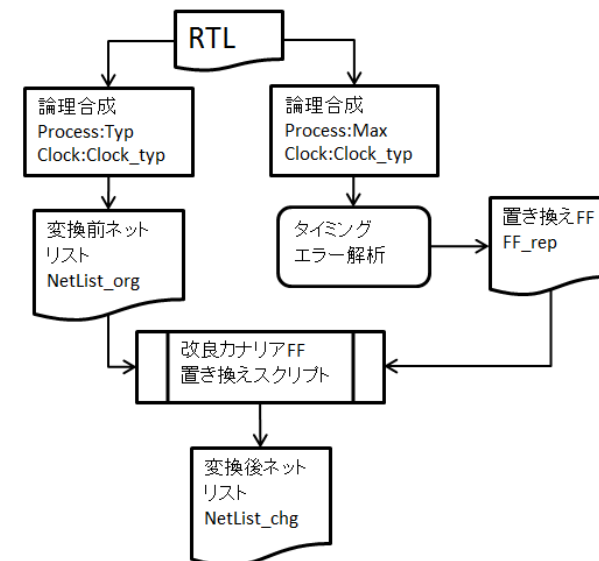 RTL
論理合成
Process:Typ
Clock:Clock_typ
論理合成
Process:Max
Clock:Clock_typ
変換前ネット
リスト
NetList_org
タイミング
エラー解析
置き換えFF
FF_rep
改良カナリアFF
置き換えスクリプト
変換後ネット
リスト
NetList_chg